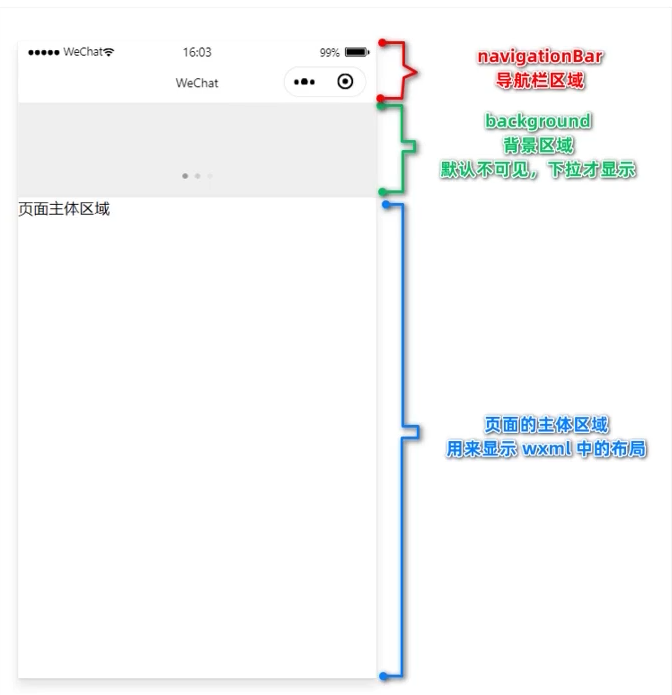 WeChat 16:03 99%
WeChat
navigationBar
导航栏区域
background
背景区域
默认不可见，下拉才显示
页面主体区域
页面的主体区域
用来显示 wxml 中的布局